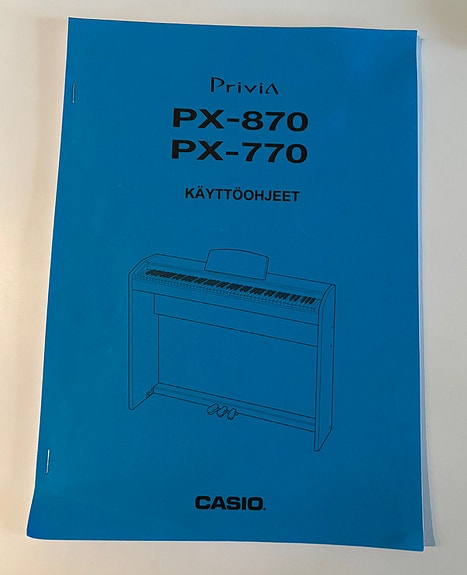 Privia
PX-870
PX-770
KÄYTTÖOHJEET
CASIO